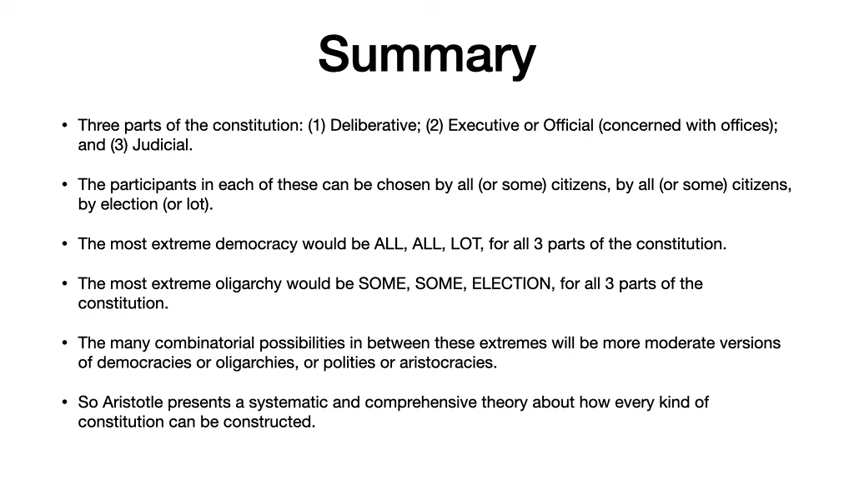 Summary
• Three parts of the constitution: (1) Deliberative; (2) Executive or Official (concerned with offices);
and (3) Judicial.
• The participants in each of these can be chosen by all (or some) citizens, by all (or some) citizens,
by election (or lot).
• The most extreme democracy would be ALL, ALL, LOT, for all 3 parts of the constitution.
• The most extreme oligarchy would be SOME, SOME, ELECTION, for all 3 parts of the
constitution.
• The many combinatorial possibilities in between these extremes will be more moderate versions
of democracies or oligarchies, or polities or aristocracies.
• So Aristotle presents a systematic and comprehensive theory about how every kind of
constitution can be constructed.